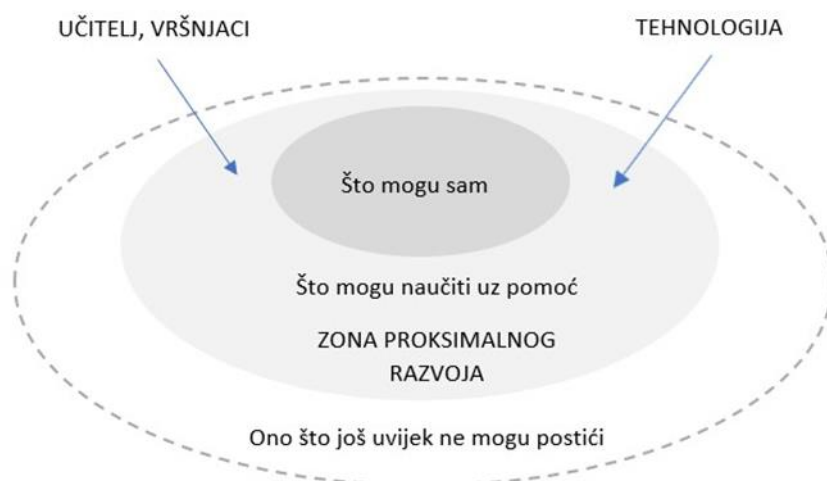 UČITELJ, VRŠNJACI
TEHNOLOGIJA
Što mogu sam
Što mogu naučiti uz pomoć
ZONA PROKSIMALNOG
RAZVOJA
Ono što još uvijek ne mogu postići